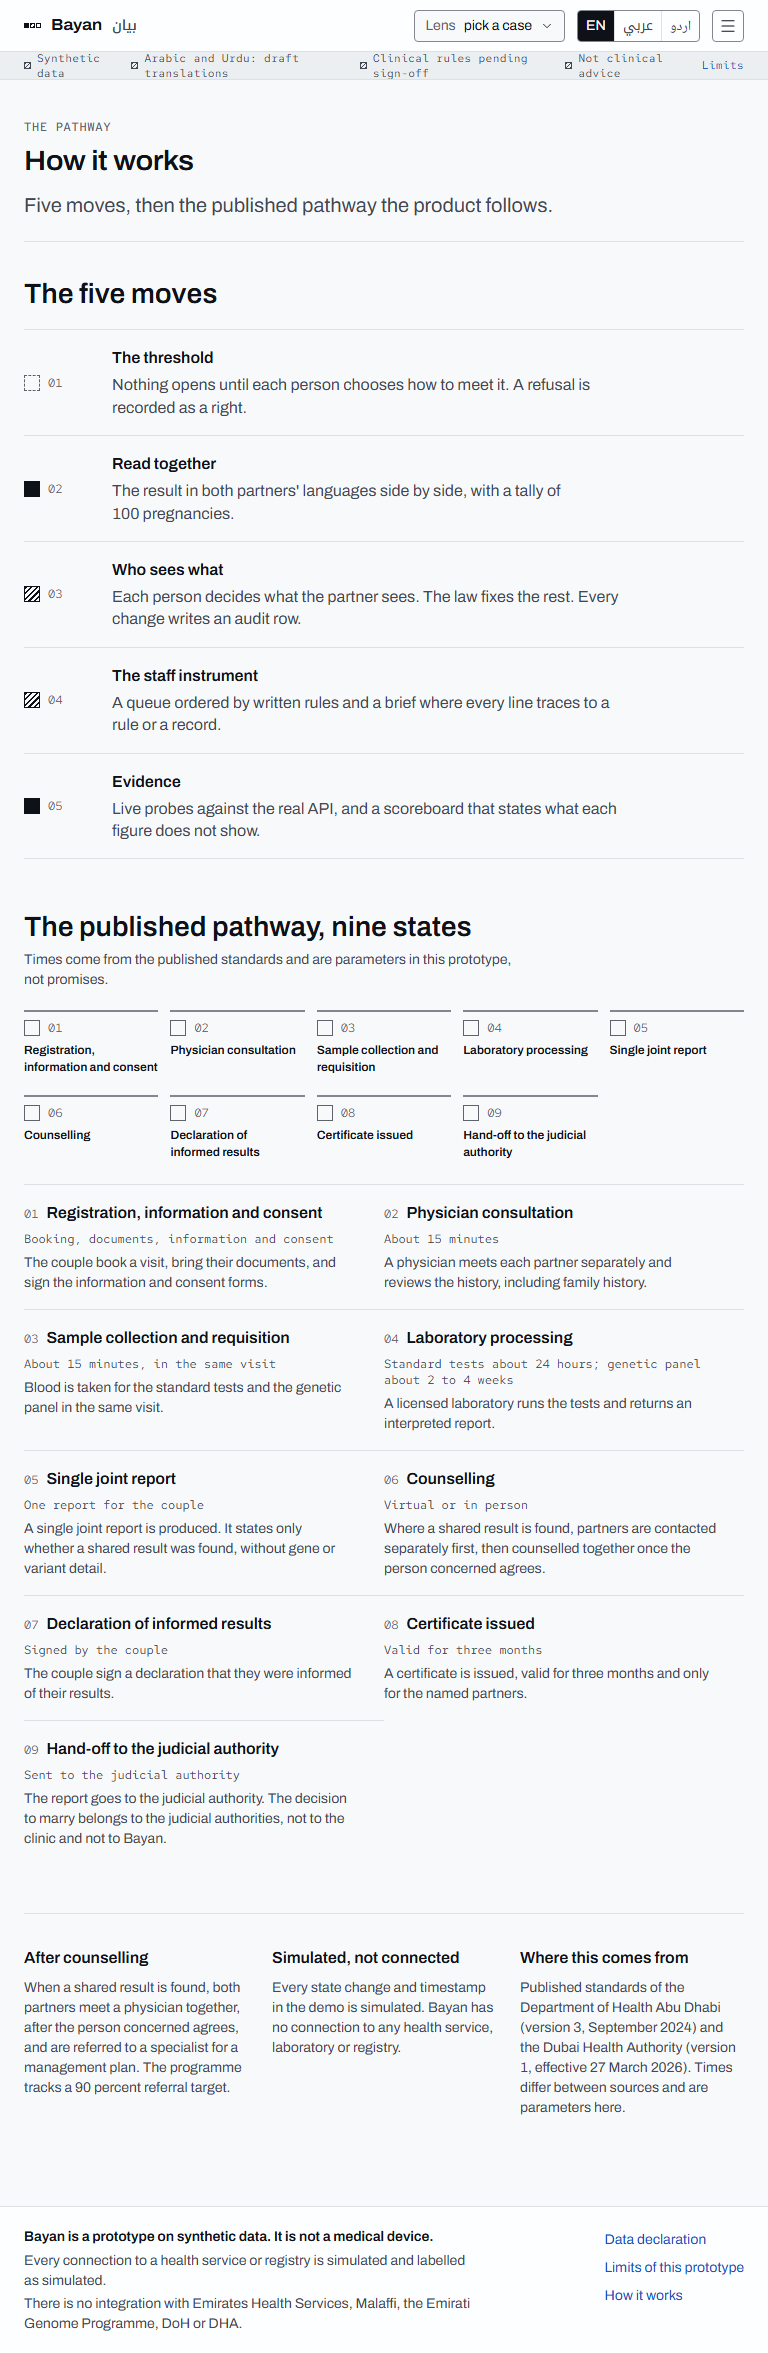 Bayan بيان
Lens pick a case
EN عربي اردو
Synthetic data
Arabic and Urdu: draft translations
Clinical rules pending sign-off
Not clinical advice
Limits
THE PATHWAY
How it works
Five moves, then the published pathway the product follows.
The five moves
The threshold
01
Nothing opens until each person chooses how to meet it. A refusal is
recorded as a right.
Read together
02
The result in both partners' languages side by side, with a tally of
100 pregnancies.
Who sees what
03
Each person decides what the partner sees. The law fixes the rest. Every
change writes an audit row.
The staff instrument
04
A queue ordered by written rules and a brief where every line traces to a
rule or a record.
Evidence
05
Live probes against the real API, and a scoreboard that states what each
figure does not show.
The published pathway, nine states
Times come from the published standards and are parameters in this prototype,
not promises.
01
Registration,
information and consent
02
Physician consultation
03
Sample collection and
requisition
04
Laboratory processing
05
Single joint report
06
Counselling
07
Declaration of
informed results
08
Certificate issued
09
Hand-off to the judicial
authority
01 Registration, information and consent
Booking, documents, information and consent
The couple book a visit, bring their documents, and
sign the information and consent forms.
02 Physician consultation
About 15 minutes
A physician meets each partner separately and
reviews the history, including family history.
03 Sample collection and requisition
About 15 minutes, in the same visit
Blood is taken for the standard tests and the genetic
panel in the same visit.
04 Laboratory processing
Standard tests about 24 hours; genetic panel
about 2 to 4 weeks
A licensed laboratory runs the tests and returns an
interpreted report.
05 Single joint report
One report for the couple
A single joint report is produced. It states only
whether a shared result was found, without gene or
variant detail.
06 Counselling
Virtual or in person
Where a shared result is found, partners are contacted
separately first, then counselled together once the
person concerned agrees.
07 Declaration of informed results
Signed by the couple
The couple sign a declaration that they were informed
of their results.
08 Certificate issued
Valid for three months
A certificate is issued, valid for three months and only
for the named partners.
09 Hand-off to the judicial authority
Sent to the judicial authority
The report goes to the judicial authority. The decision
to marry belongs to the judicial authorities, not to the
clinic and not to Bayan.
After counselling
When a shared result is found, both
partners meet a physician together,
after the person concerned agrees,
and are referred to a specialist for a
management plan. The programme
tracks a 90 percent referral target.
Simulated, not connected
Every state change and timestamp
in the demo is simulated. Bayan has
no connection to any health service,
laboratory or registry.
Where this comes from
Published standards of the
Department of Health Abu Dhabi
(version 3, September 2024) and
the Dubai Health Authority (version
1, effective 27 March 2026). Times
differ between sources and are
parameters here.
Bayan is a prototype on synthetic data. It is not a medical device.
Every connection to a health service or registry is simulated and labelled
as simulated.
There is no integration with Emirates Health Services, Malaffi, the Emirati
Genome Programme, DoH or DHA.
Data declaration
Limits of this prototype
How it works